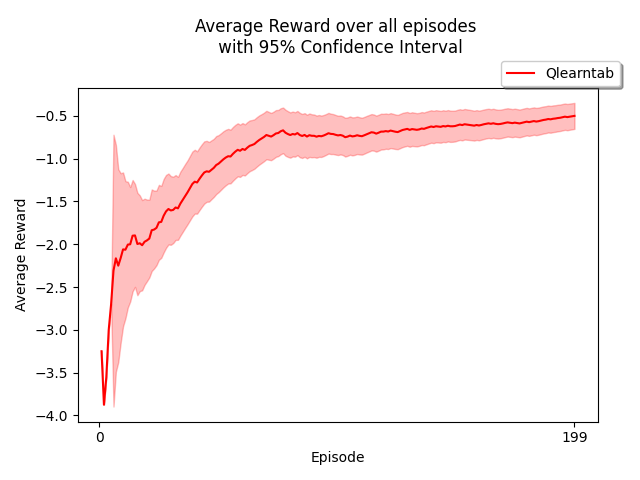 Average Reward over all episodes
with 95% Confidence Interval
Qlearntab
−0.5
−1.0
−1.5
−2.0
−2.5
−3.0
−3.5
−4.0
Average Reward
0
199
Episode